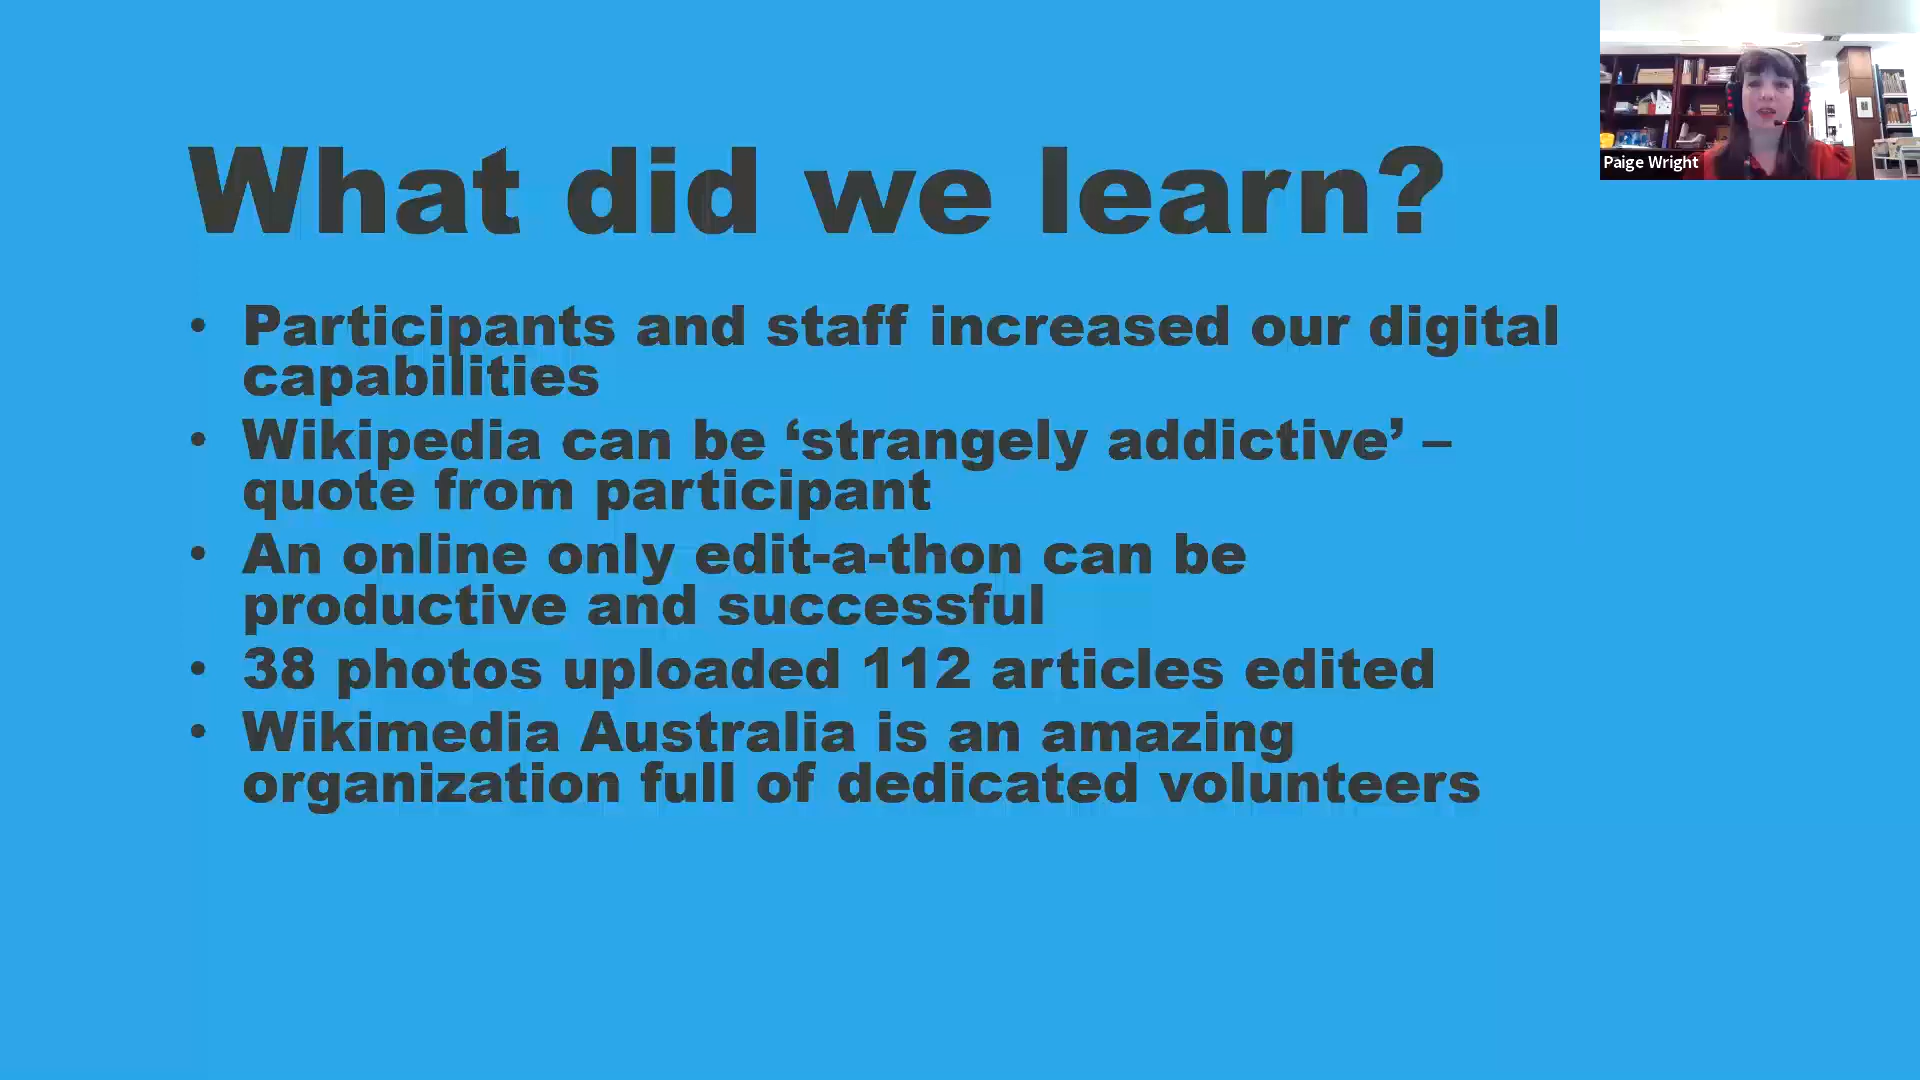 What did we learn?
• Participants and staff increased our digital
capabilities
• Wikipedia can be ‘strangely addictive’ –
quote from participant
• An online only edit-a-thon can be
productive and successful
• 38 photos uploaded 112 articles edited
• Wikimedia Australia is an amazing
organization full of dedicated volunteers
Paige Wright